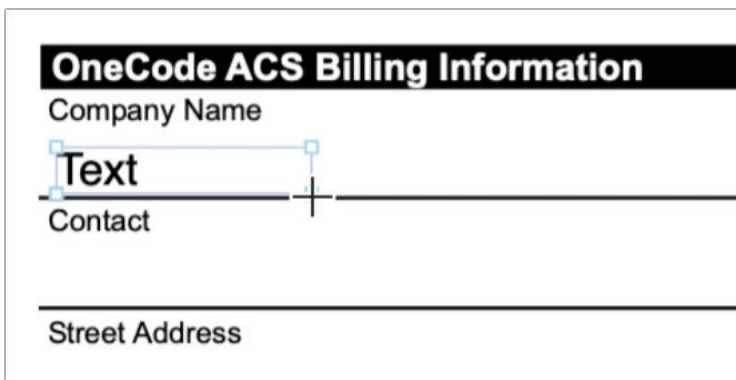 OneCode ACS Billing Information
Company Name
Text
Contact
Street Address